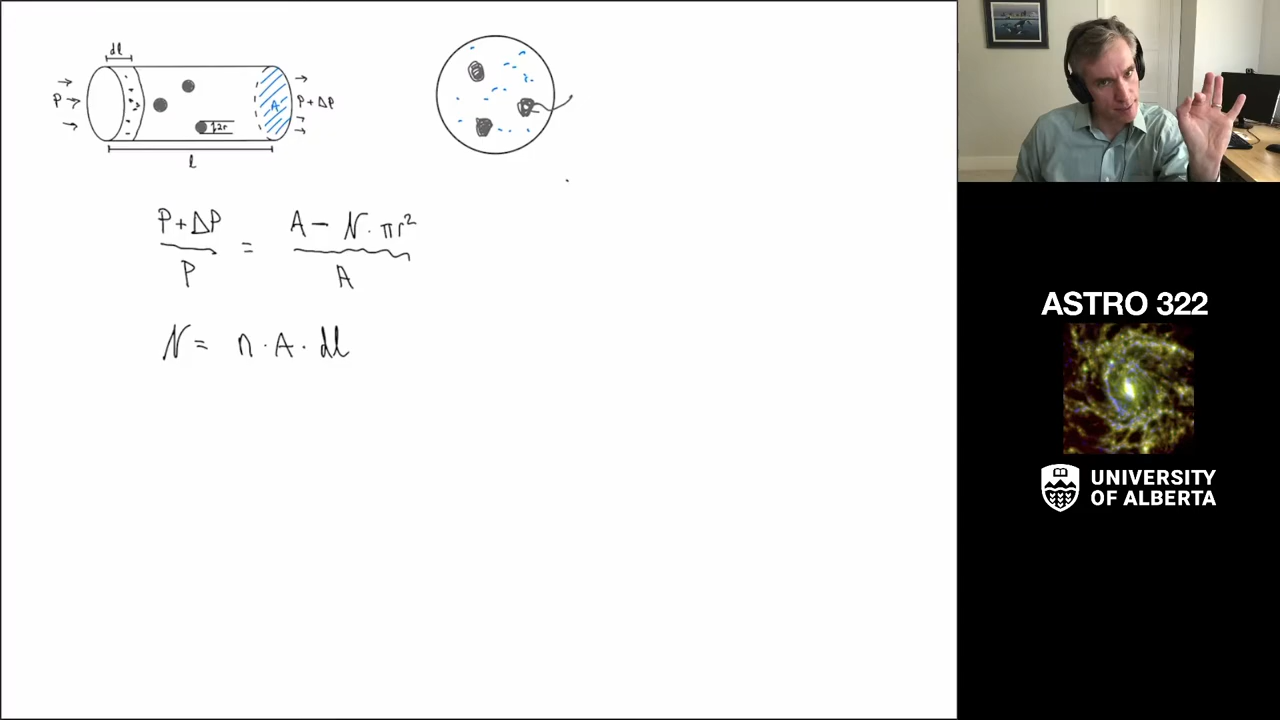 dl
P
A
P + ΔP
2r
l
P + ΔP / P = A − N · πr² / A
N = n · A · dl
ASTRO 322
UNIVERSITY
OF ALBERTA